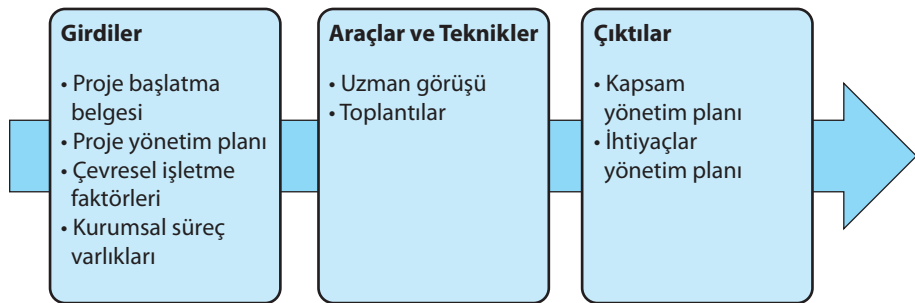 Girdiler
• Proje başlatma
belgesi
• Proje yönetim planı
• Çevresel işletme
faktörleri
• Kurumsal süreç
varlıkları
Araçlar ve Teknikler
• Uzman görüşü
• Toplantılar
Çıktılar
• Kapsam
yönetim planı
• İhtiyaçlar
yönetim planı